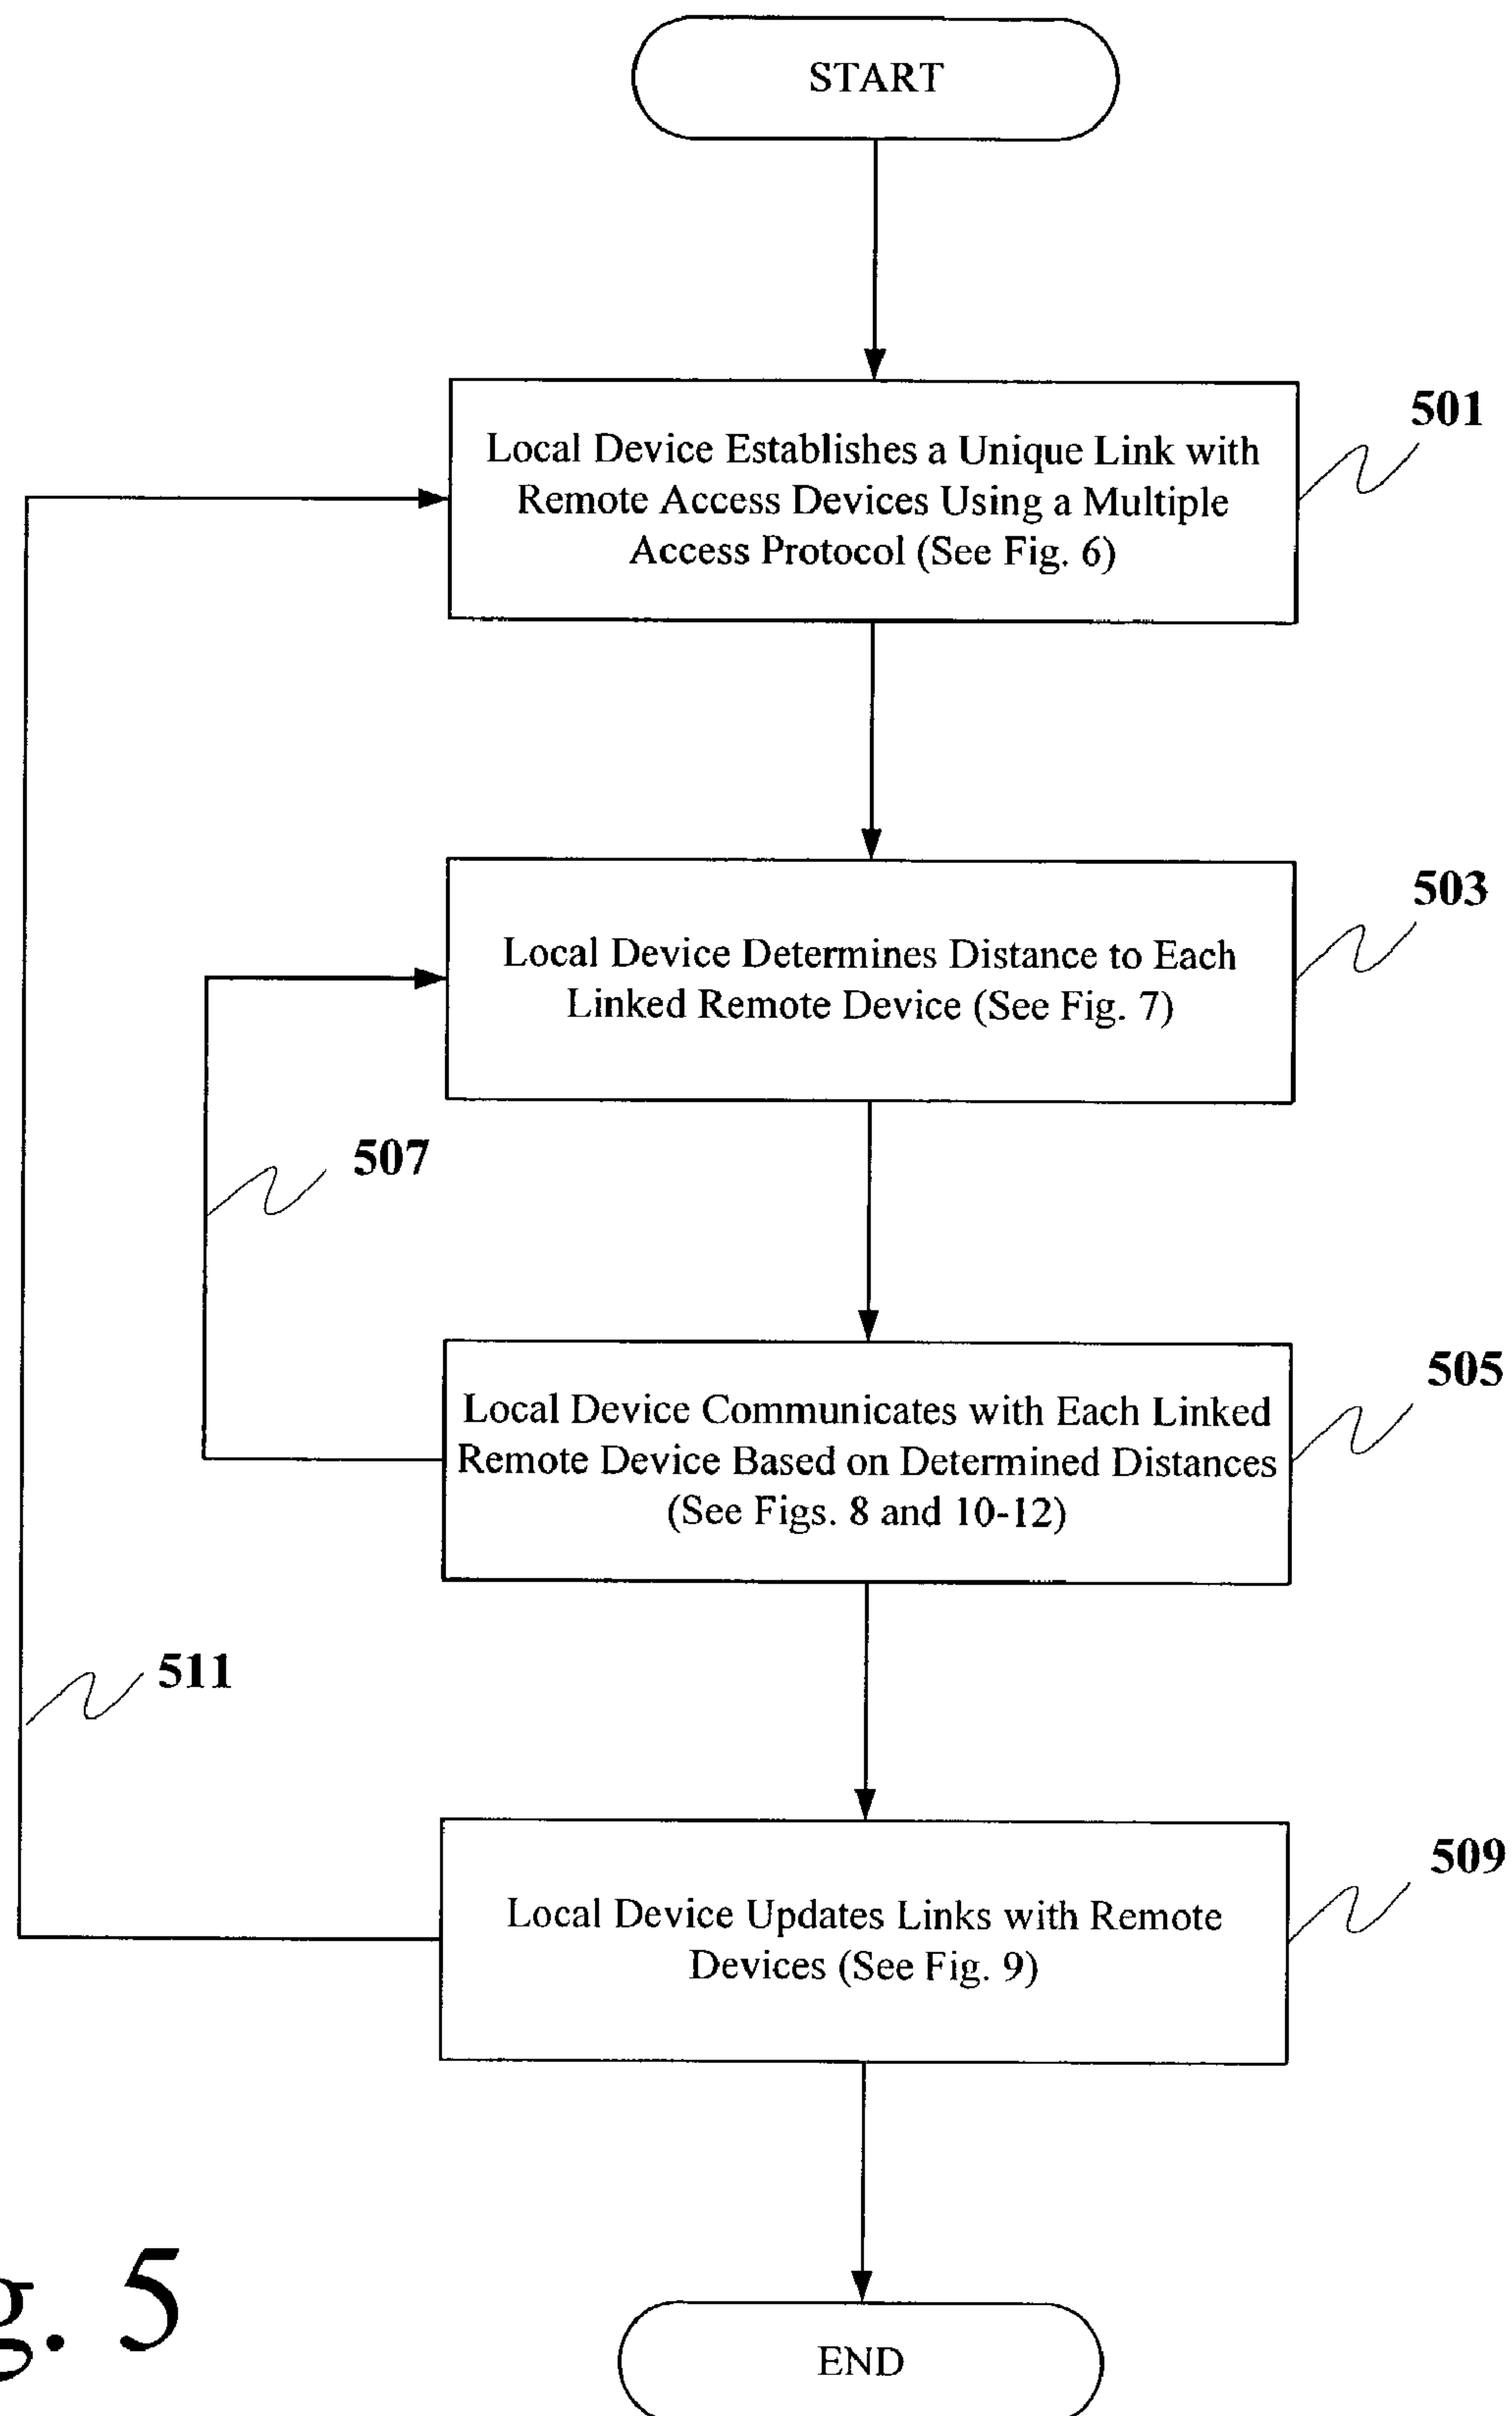 START
501
Local Device Establishes a Unique Link with
Remote Access Devices Using a Multiple
Access Protocol (See Fig. 6)
503
Local Device Determines Distance to Each
Linked Remote Device (See Fig. 7)
507
505
Local Device Communicates with Each Linked
Remote Device Based on Determined Distances
(See Figs. 8 and 10-12)
511
509
Local Device Updates Links with Remote
Devices (See Fig. 9)
g. 5
END